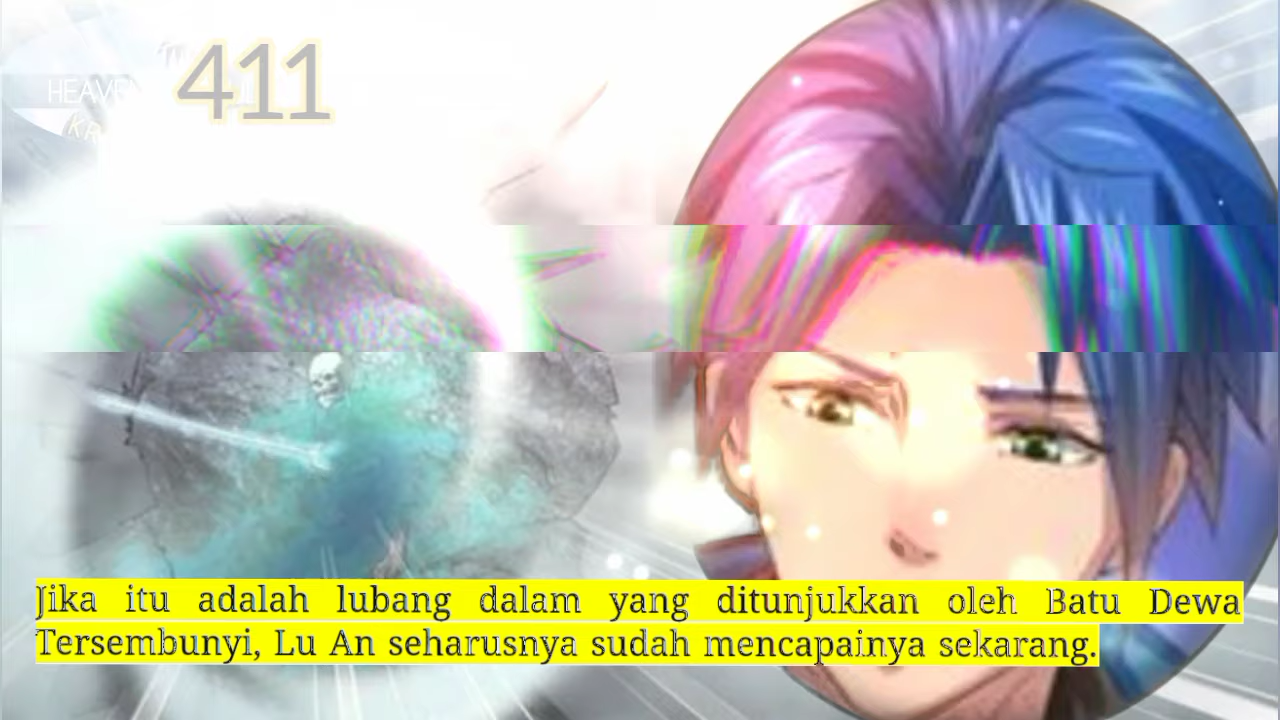 411
Jika itu adalah lubang dalam yang ditunjukkan oleh Batu Dewa
Tersembunyi, Lu An seharusnya sudah mencapainya sekarang.